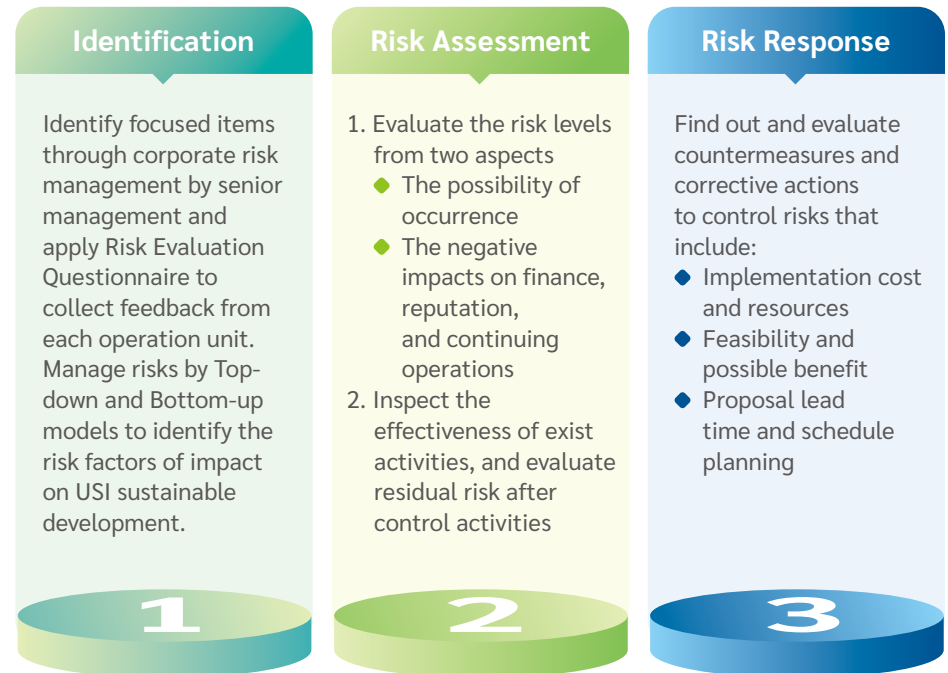 Identification
Identify focused items
through corporate risk
management by senior
management and
apply Risk Evaluation
Questionnaire to
collect feedback from
each operation unit.
Manage risks by Top-
down and Bottom-up
models to identify the
risk factors of impact
on USI sustainable
development.
1
Risk Assessment
1. Evaluate the risk levels
from two aspects
The possibility of
occurrence
The negative
impacts on finance,
reputation,
and continuing
operations
2. Inspect the
effectiveness of exist
activities, and evaluate
residual risk after
control activities
2
Risk Response
Find out and evaluate
countermeasures and
corrective actions
to control risks that
include:
Implementation cost
and resources
Feasibility and
possible benefit
Proposal lead
time and schedule
planning
3